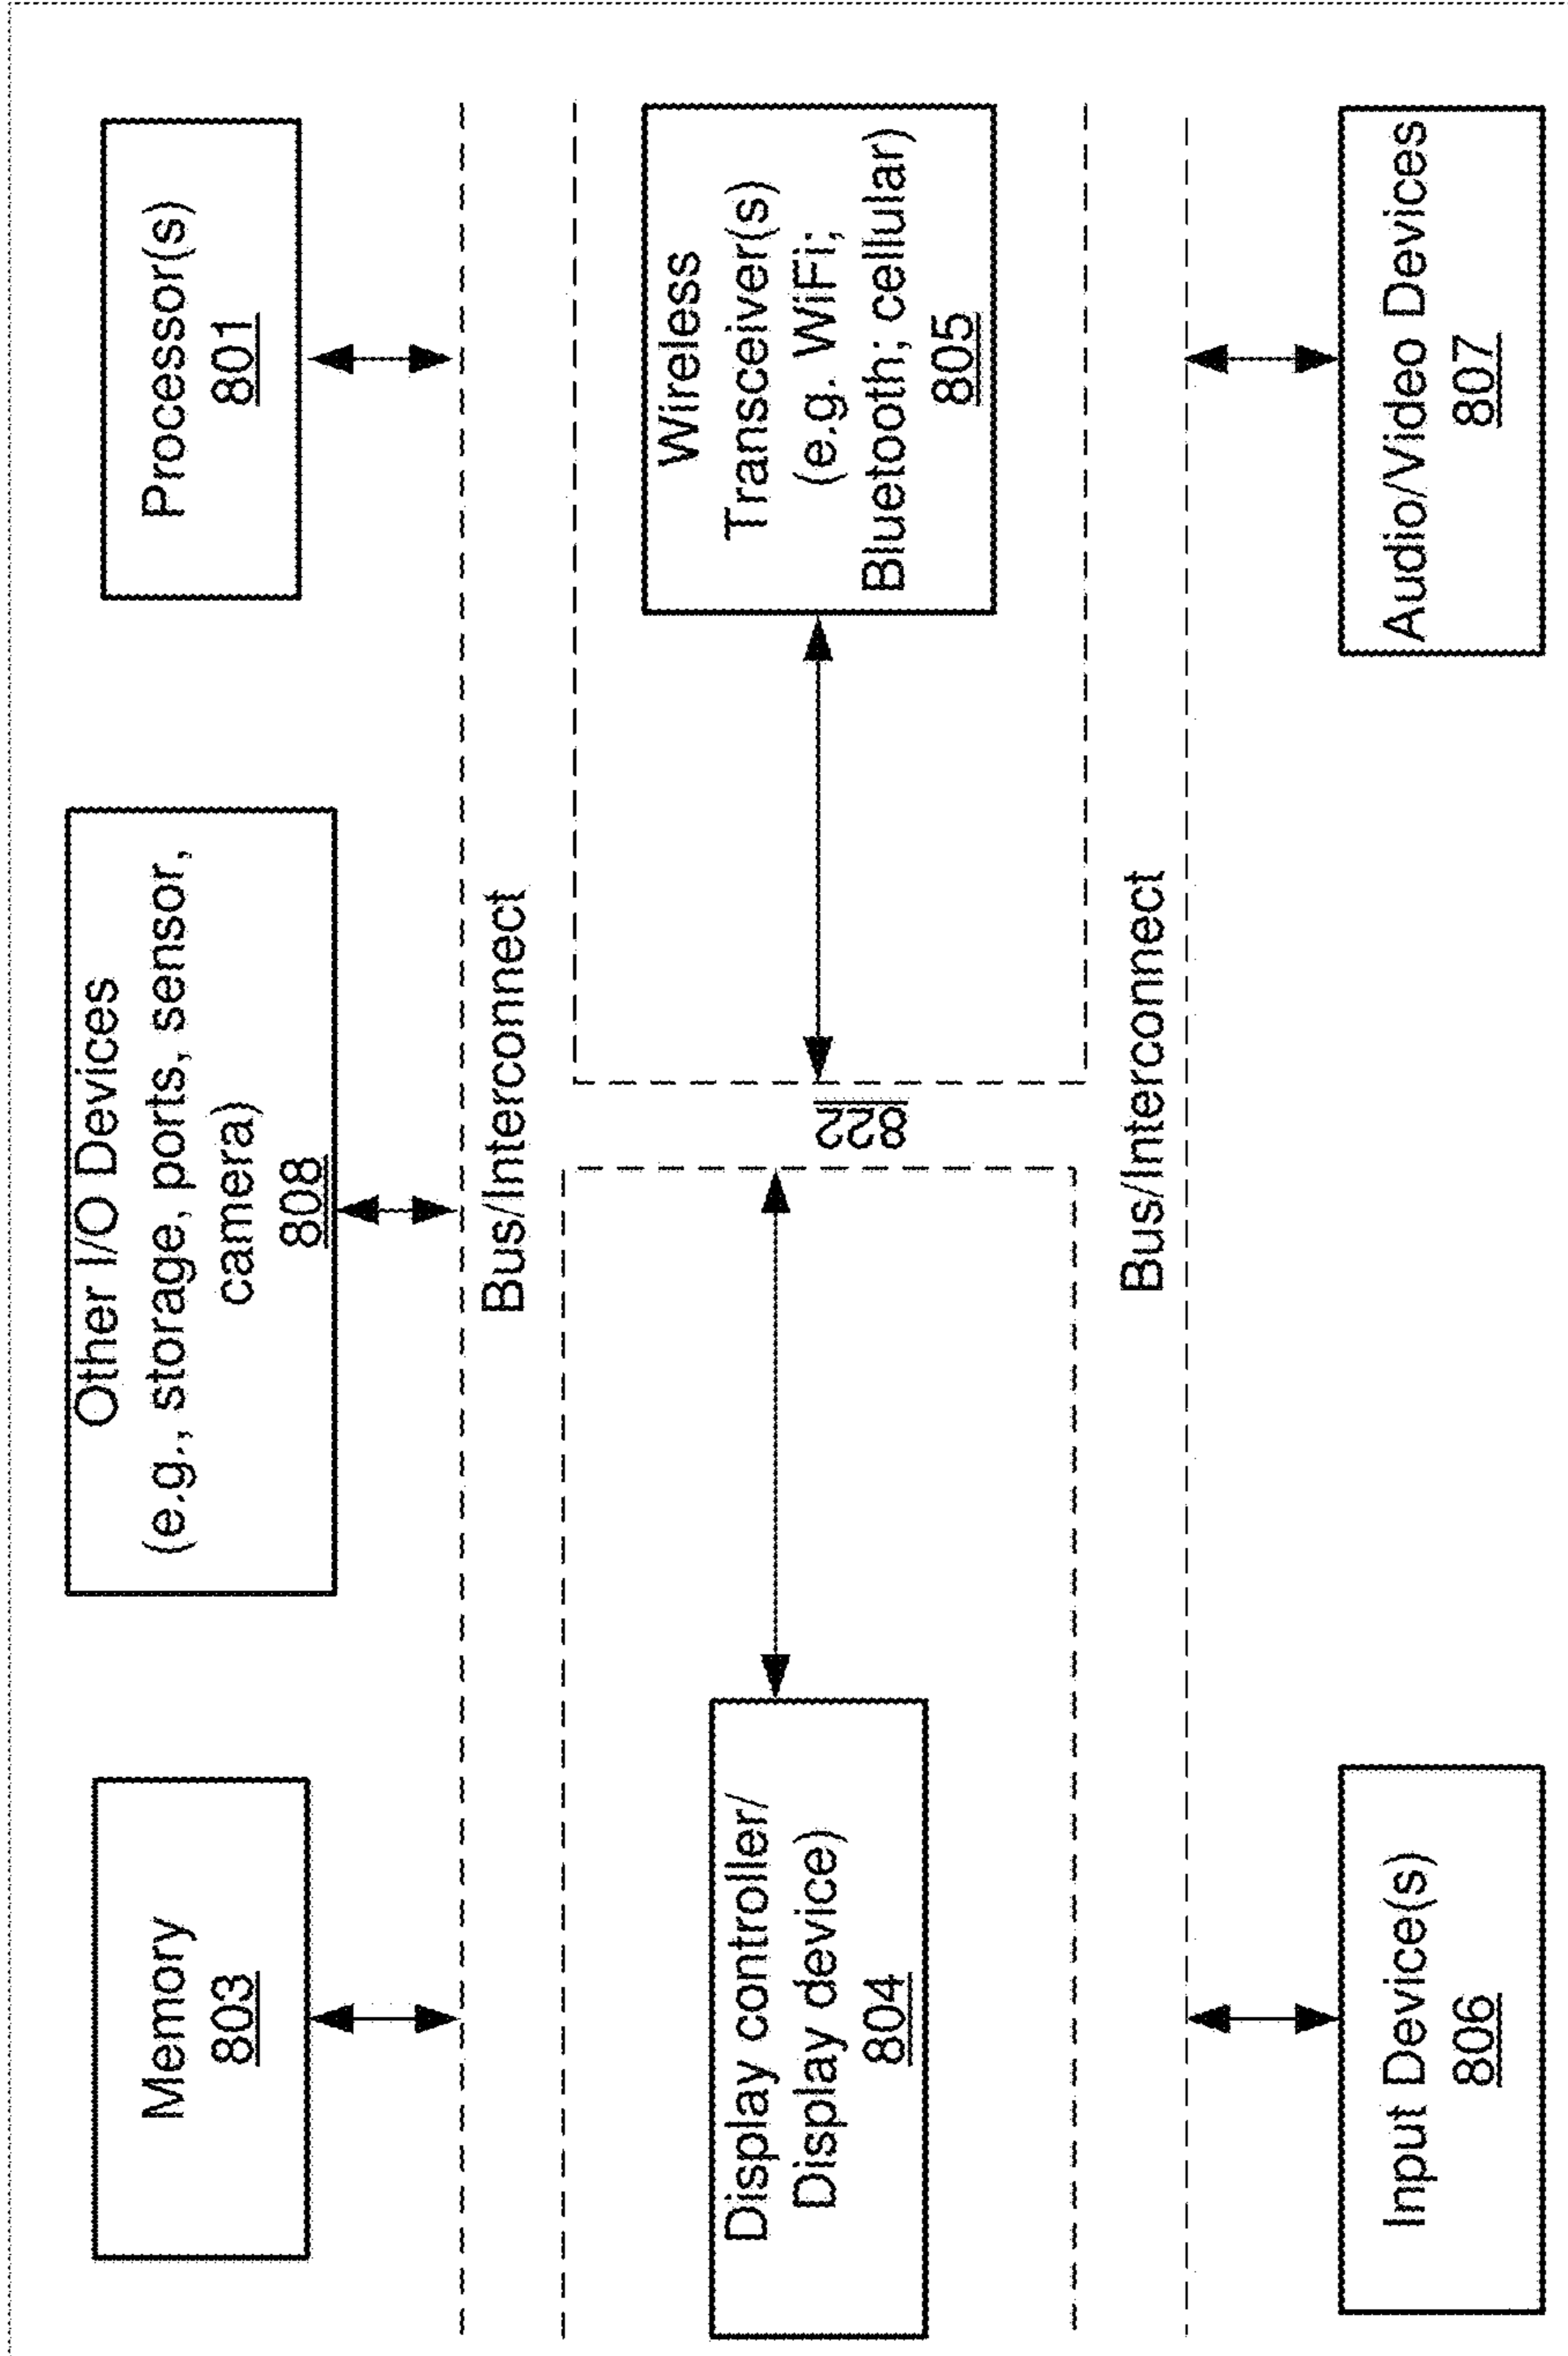 Memory
803
Other I/O Devices
(e.g., storage, ports, sensor,
camera)
808
Processor(s)
801
Bus/Interconnect
Display controller/
Display device)
804
822
Wireless
Transceiver(s)
(e.g. WiFi;
Bluetooth; cellular)
805
Bus/Interconnect
Input Device(s)
806
Audio/Video Devices
807